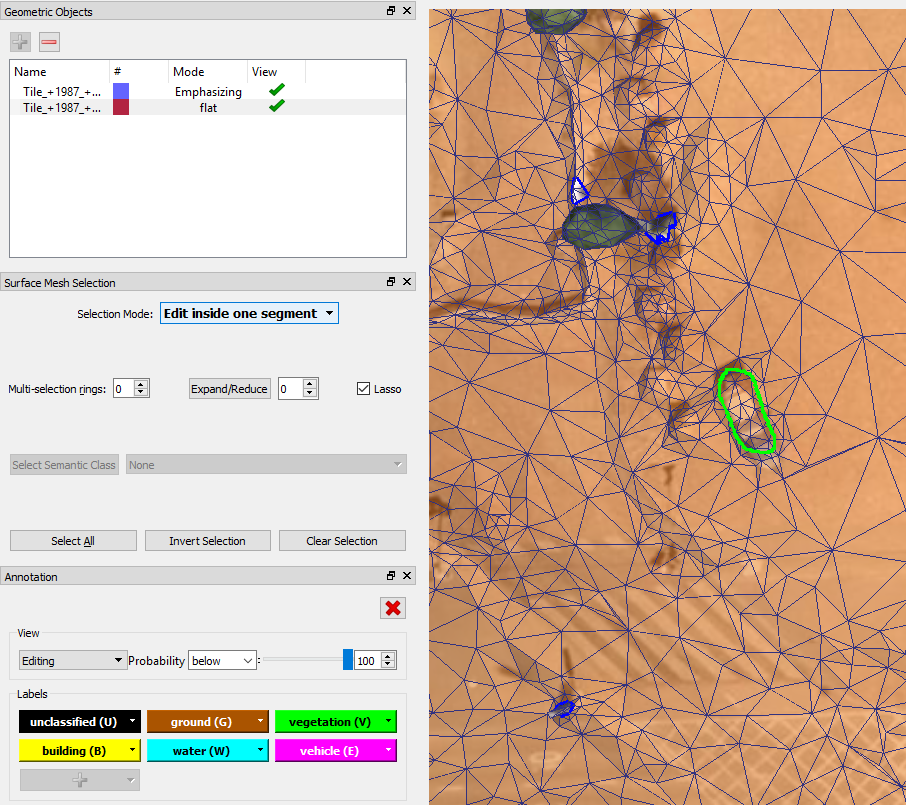 Geometric Objects
Name # Mode View
Tile_+1987_+... Emphasizing
Tile_+1987_+... flat
Surface Mesh Selection
Selection Mode: Edit inside one segment
Multi-selection rings: 0 Expand/Reduce 0 Lasso
Select Semantic Class None
Select All Invert Selection Clear Selection
Annotation
View
Editing Probability below : 100
Labels
unclassified (U) ground (G) vegetation (V)
building (B) water (W) vehicle (E)